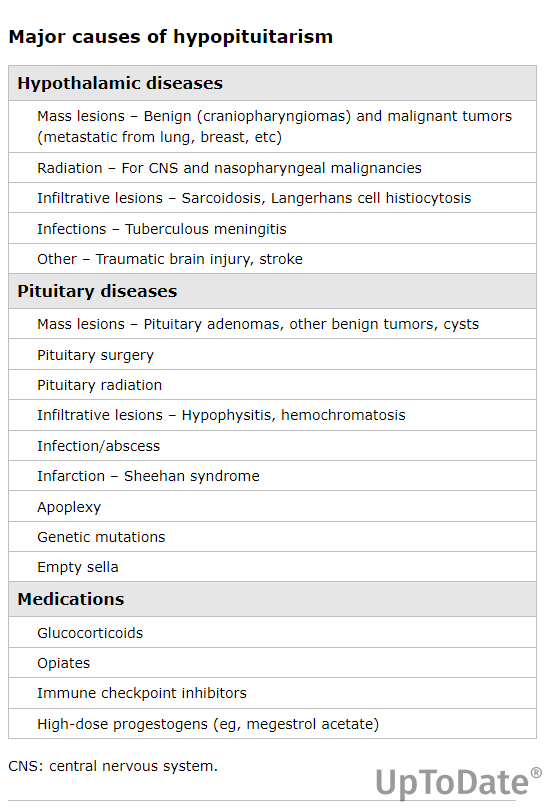 Major causes of hypopituitarism
Hypothalamic diseases
Mass lesions – Benign (craniopharyngiomas) and malignant tumors
(metastatic from lung, breast, etc)
Radiation – For CNS and nasopharyngeal malignancies
Infiltrative lesions – Sarcoidosis, Langerhans cell histiocytosis
Infections – Tuberculous meningitis
Other – Traumatic brain injury, stroke
Pituitary diseases
Mass lesions – Pituitary adenomas, other benign tumors, cysts
Pituitary surgery
Pituitary radiation
Infiltrative lesions – Hypophysitis, hemochromatosis
Infection/abscess
Infarction – Sheehan syndrome
Apoplexy
Genetic mutations
Empty sella
Medications
Glucocorticoids
Opiates
Immune checkpoint inhibitors
High-dose progestogens (eg, megestrol acetate)
CNS: central nervous system.
UpToDate®